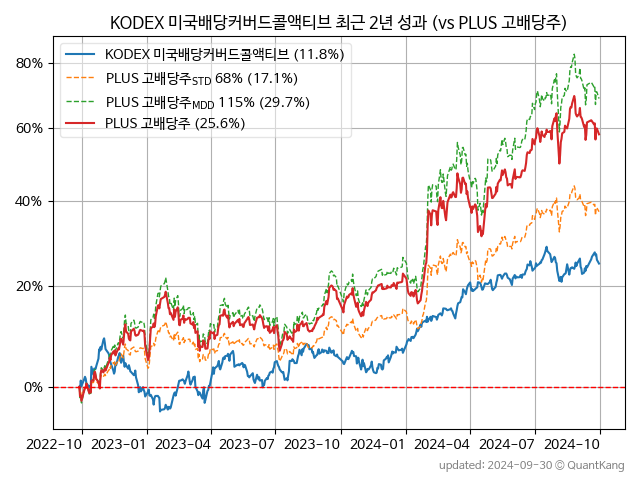 KODEX 미국배당커버드콜액티브 최근 2년 성과 (vs PLUS 고배당주)
KODEX 미국배당커버드콜액티브 (11.8%)
PLUS 고배당주STD 68% (17.1%)
PLUS 고배당주MDD 115% (29.7%)
PLUS 고배당주 (25.6%)
80%
60%
40%
20%
0%
2022-10 2023-01 2023-04 2023-07 2023-10 2024-01 2024-04 2024-07 2024-10
updated: 2024-09-30 © QuantKang